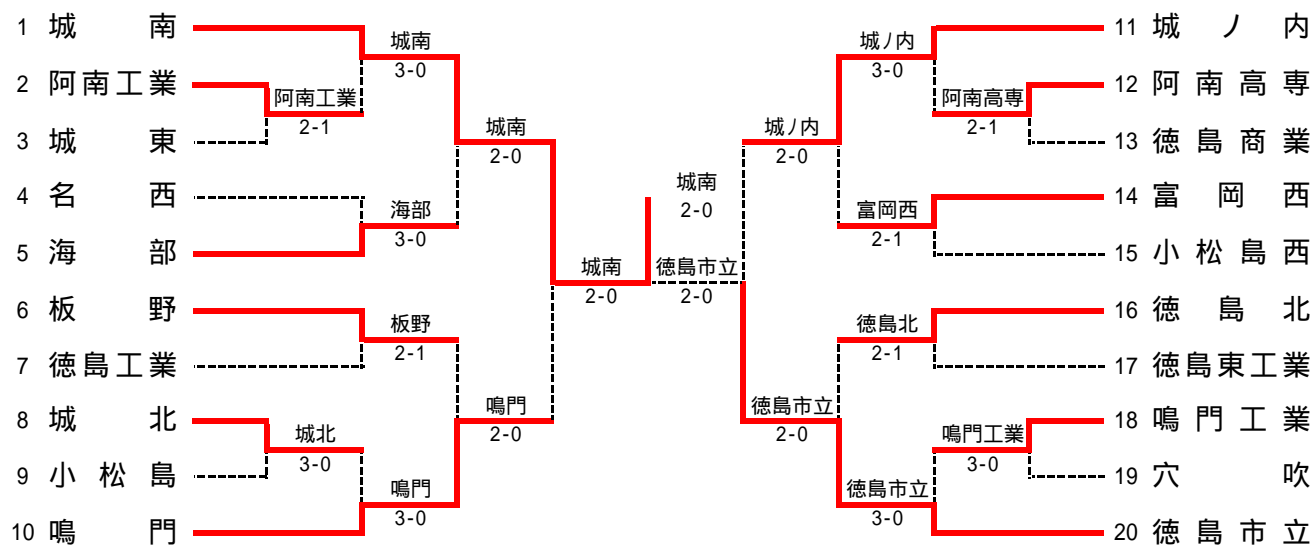 1 城南
2 阿南工業
3 城東
4 名西
5 海部
6 板野
7 徳島工業
8 城北
9 小松島
10 鳴門
阿南工業
2-1
城北
3-0
城南
3-0
海部
3-0
板野
2-1
鳴門
3-0
城南
2-0
鳴門
2-0
城南
2-0
城南
2-0
徳島市立
2-0
城ノ内
2-0
徳島市立
2-0
城ノ内
3-0
富岡西
2-1
徳島北
2-1
徳島市立
3-0
阿南高専
2-1
鳴門工業
3-0
11 城ノ内
12 阿南高専
13 徳島商業
14 富岡西
15 小松島西
16 徳島北
17 徳島東工業
18 鳴門工業
19 穴吹
20 徳島市立